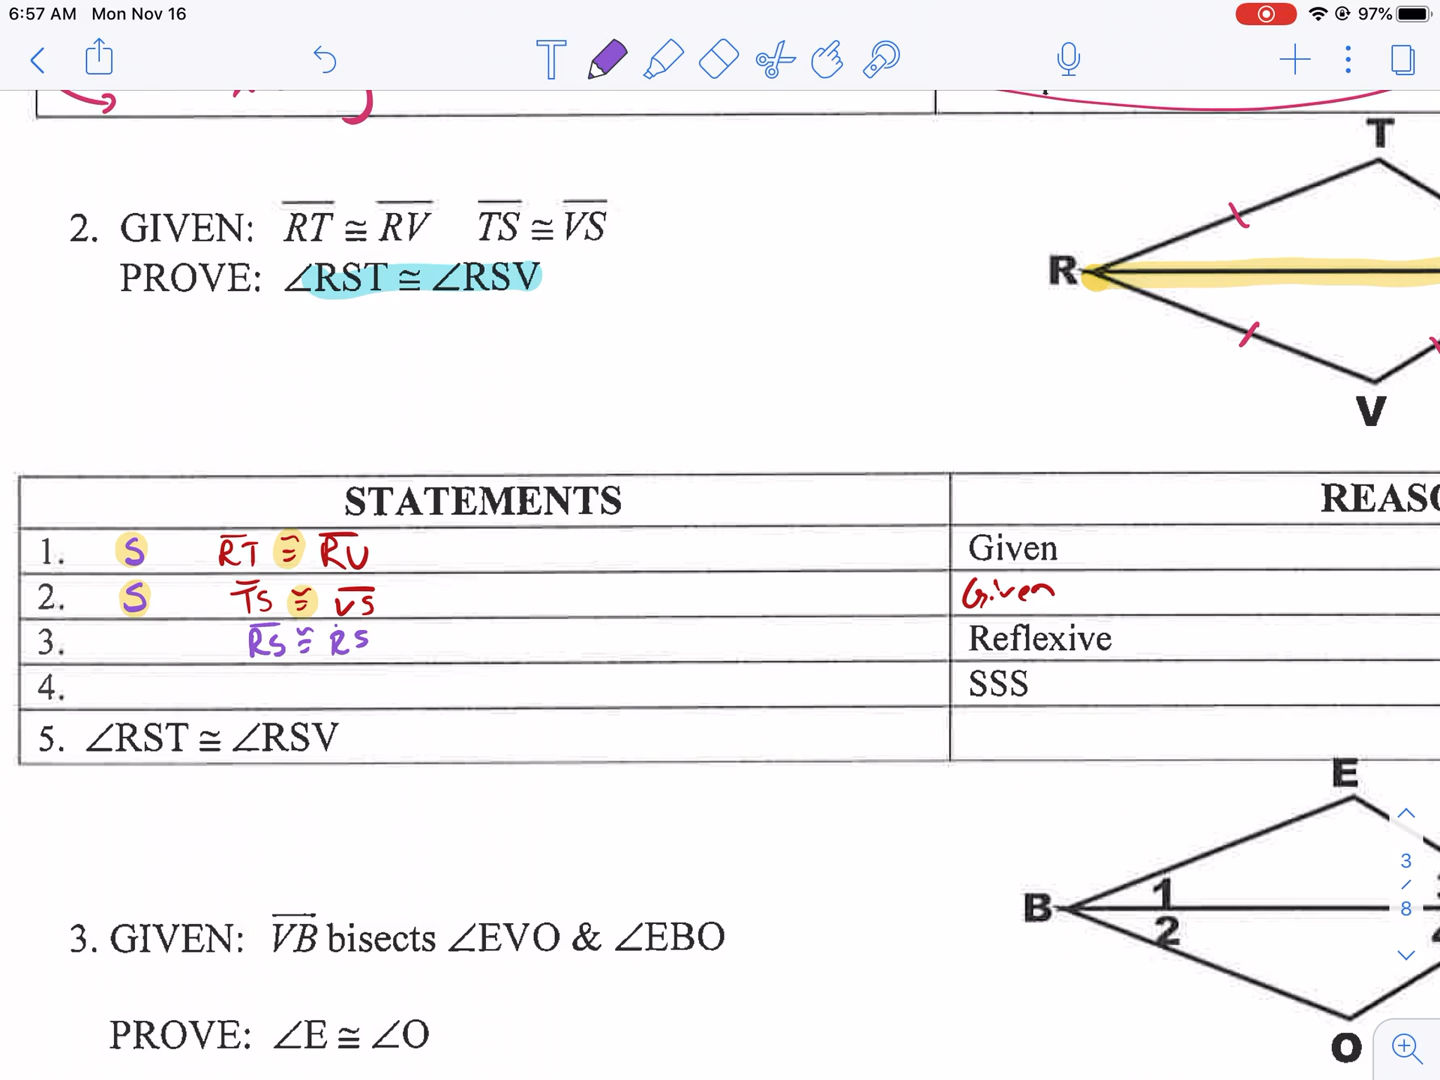 6:57 AM Mon Nov 16
97%
T
2. GIVEN: RT ≅ RV TS ≅ VS
PROVE: ∠RST ≅ ∠RSV
R
V
STATEMENTS
REASO
1. S RT ≅ RV
Given
2. S TS ≅ VS
Given
3. RS ≅ RS
Reflexive
4.
SSS
5. ∠RST ≅ ∠RSV
E
3
/
8
B
1
2
3. GIVEN: VB bisects ∠EVO & ∠EBO
PROVE: ∠E ≅ ∠O
O